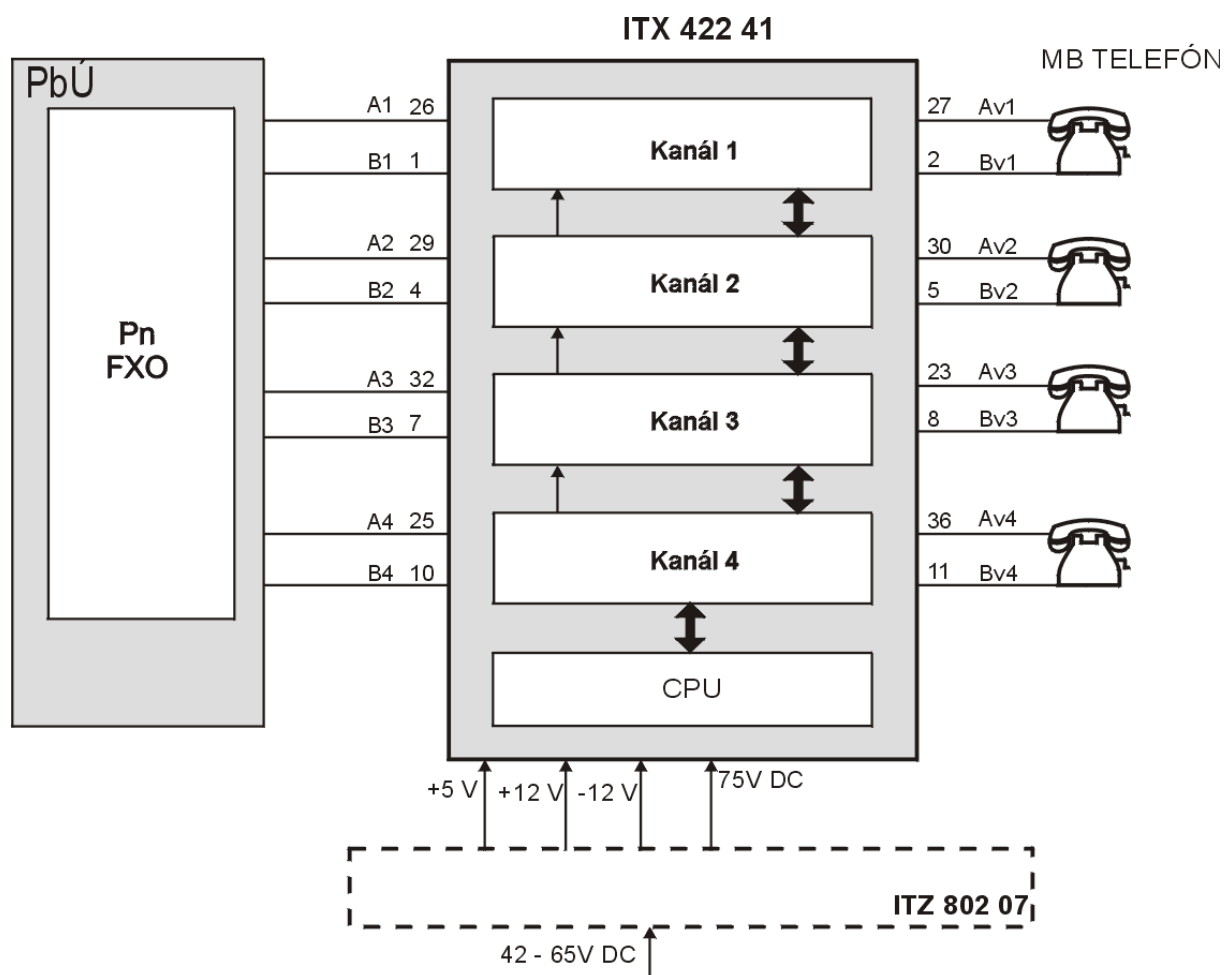 ITX 422 41
MB TELEFÓN
PbÚ
Pn
FXO
A1 26
B1 1
A2 29
B2 4
A3 32
B3 7
A4 25
B4 10
Kanál 1
Kanál 2
Kanál 3
Kanál 4
CPU
27 Av1
2 Bv1
30 Av2
5 Bv2
23 Av3
8 Bv3
36 Av4
11 Bv4
+5 V
+12 V
-12 V
75V DC
ITZ 802 07
42 - 65V DC